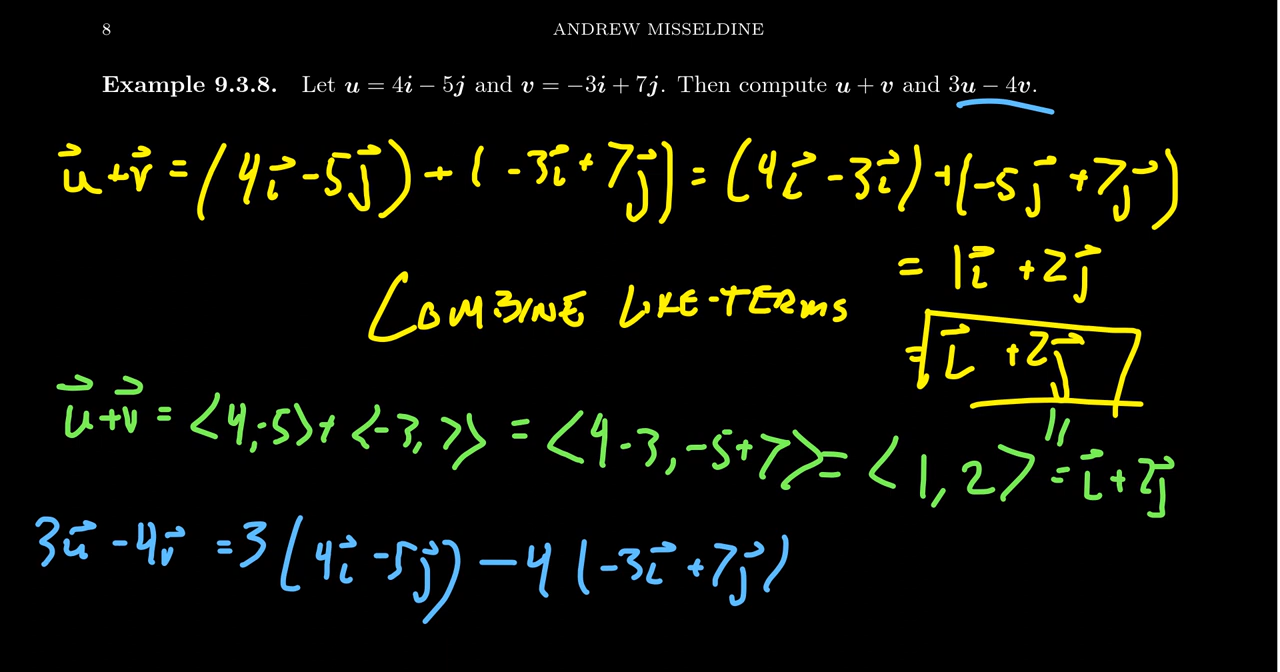 8 ANDREW MISSELDINE
Example 9.3.8. Let u = 4i − 5j and v = −3i + 7j. Then compute u + v and 3u − 4v.
u⃗+v⃗ = (4i⃗ -5j⃗) + (-3i⃗ + 7j⃗) = (4i⃗ -3i⃗) + (-5j⃗ +7j⃗)
= 1i⃗ +2j⃗
COMBINE LIKE-TERMS
= i⃗ +2j⃗
u⃗+v⃗ = ⟨4,-5⟩+ ⟨-3, 7⟩ = ⟨4-3, -5+7⟩ = ⟨1, 2⟩ = i⃗+2j⃗
3u⃗ -4v⃗ = 3(4i⃗ -5j⃗) - 4(-3i⃗ +7j⃗)